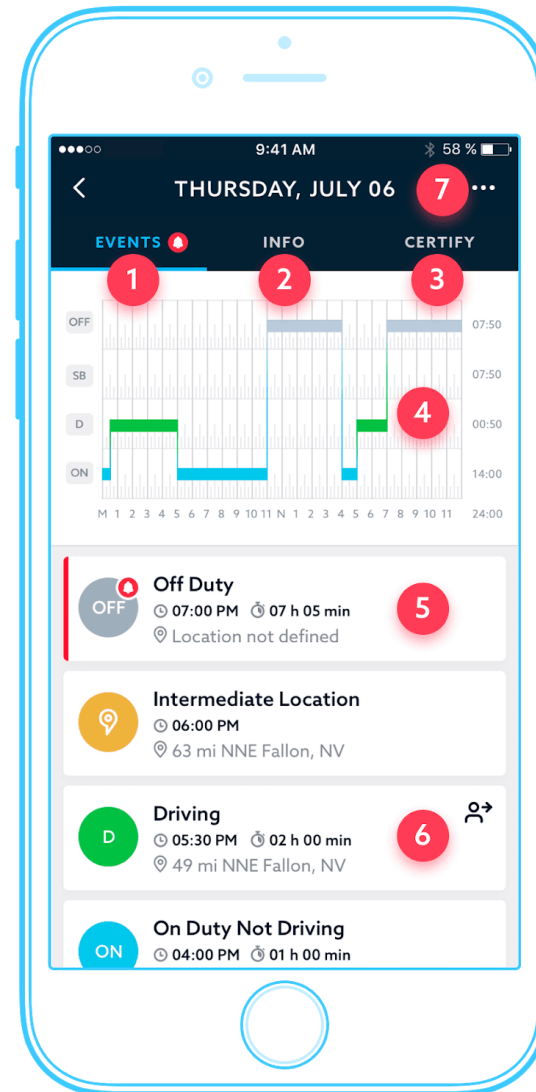 9:41 AM
58 %
THURSDAY, JULY 06
7
EVENTS
INFO
CERTIFY
1
2
3
OFF
07:50
SB
07:50
D
00:50
4
ON
14:00
M 1 2 3 4 5 6 7 8 9 10 11 N 1 2 3 4 5 6 7 8 9 10 11
24:00
Off Duty
OFF
07:00 PM 07 h 05 min
5
Location not defined
Intermediate Location
06:00 PM
63 mi NNE Fallon, NV
Driving
D
05:30 PM 02 h 00 min
6
49 mi NNE Fallon, NV
On Duty Not Driving
ON
04:00 PM 01 h 00 min